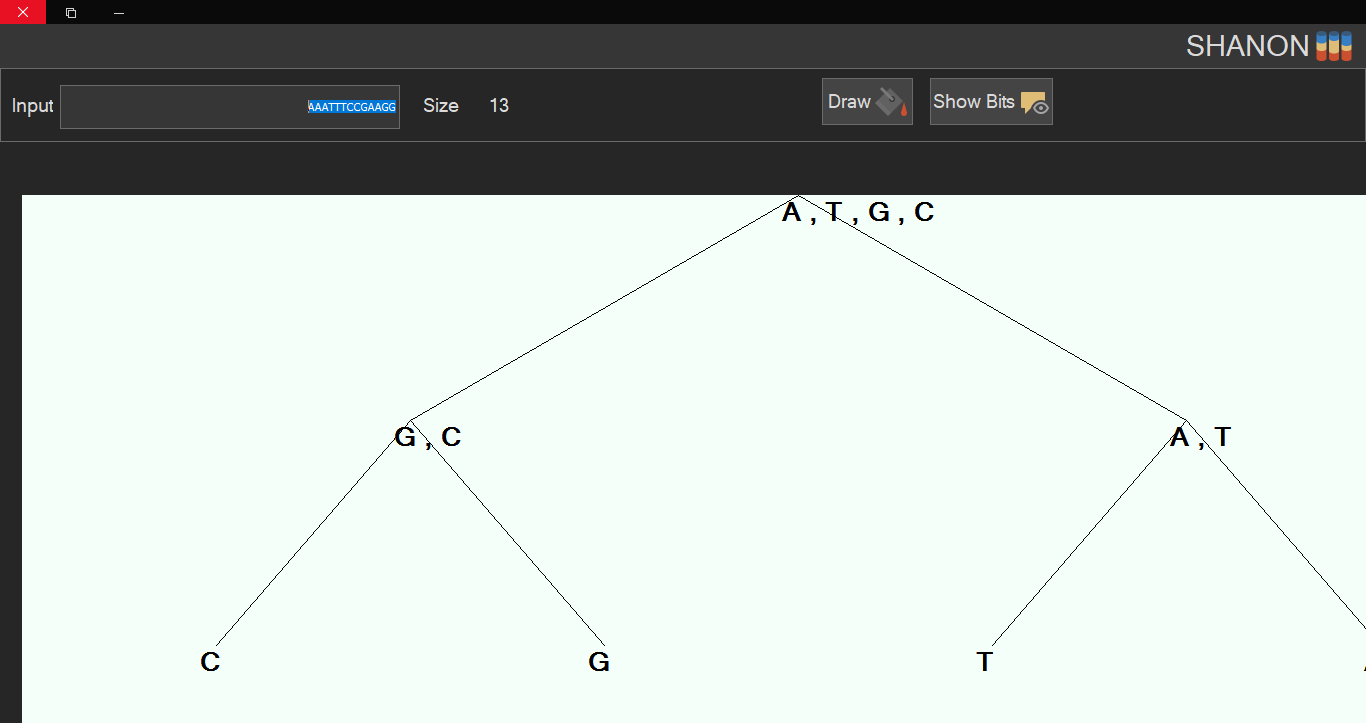 SHANON
Input AAATTTCCGAAGG Size 13 Draw Show Bits
A , T , G , C
G , C A , T
C G T